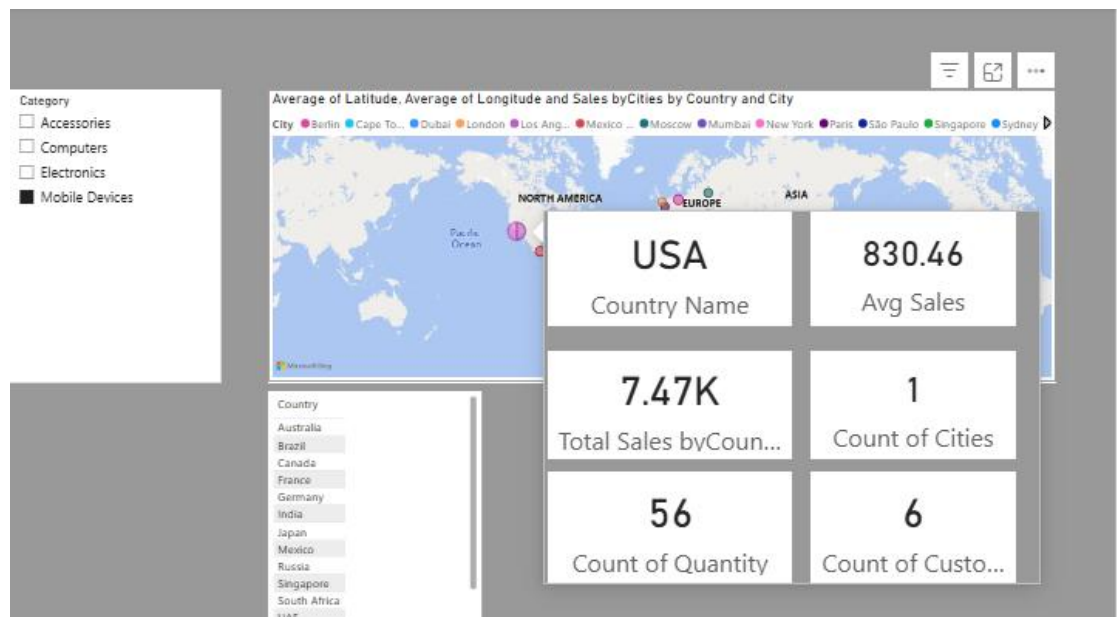 Category
Accessories
Computers
Electronics
Mobile Devices
Average of Latitude, Average of Longitude and Sales byCities by Country and City
City Berlin Cape To... Dubai London Los Ang... Mexico ... Moscow Mumbai New York Paris São Paulo Singapore Sydney
NORTH AMERICA
EUROPE
ASIA
Pacific
Ocean
Microsoft Bing
USA
Country Name
830.46
Avg Sales
7.47K
Total Sales byCoun...
1
Count of Cities
56
Count of Quantity
6
Count of Custo...
Country
Australia
Brazil
Canada
France
Germany
India
Japan
Mexico
Russia
Singapore
South Africa
UAE